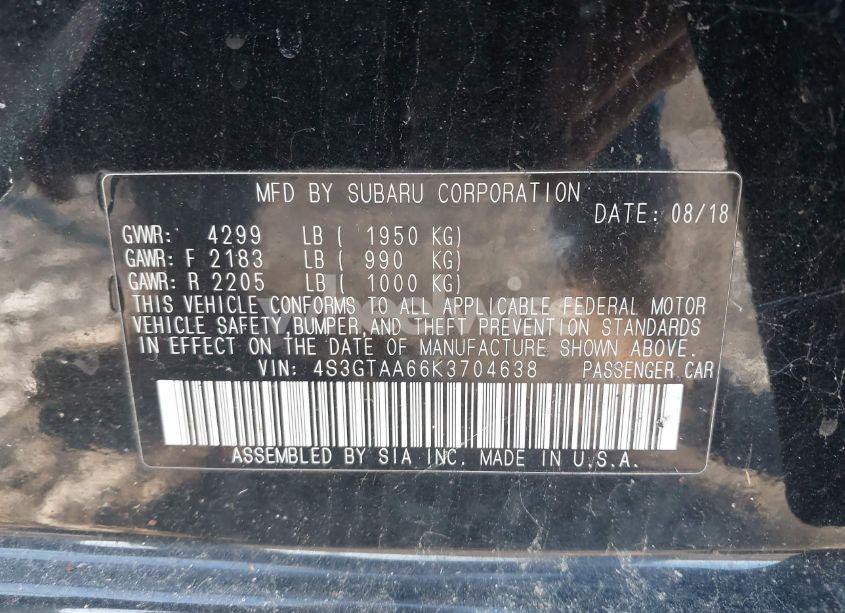 MFD BY SUBARU CORPORATION
DATE: 08/18
GVWR: 4299 LB ( 1950 KG)
GAWR: F 2183 LB ( 990 KG)
GAWR: R 2205 LB ( 1000 KG)
THIS VEHICLE CONFORMS TO ALL APPLICABLE FEDERAL MOTOR
VEHICLE SAFETY,BUMPER,AND THEFT PREVENTION STANDARDS
IN EFFECT ON THE DATE OF MANUFACTURE SHOWN ABOVE.
VIN: 4S3GTAA66K3704638 PASSENGER CAR
ASSEMBLED BY SIA INC. MADE IN U.S.A.